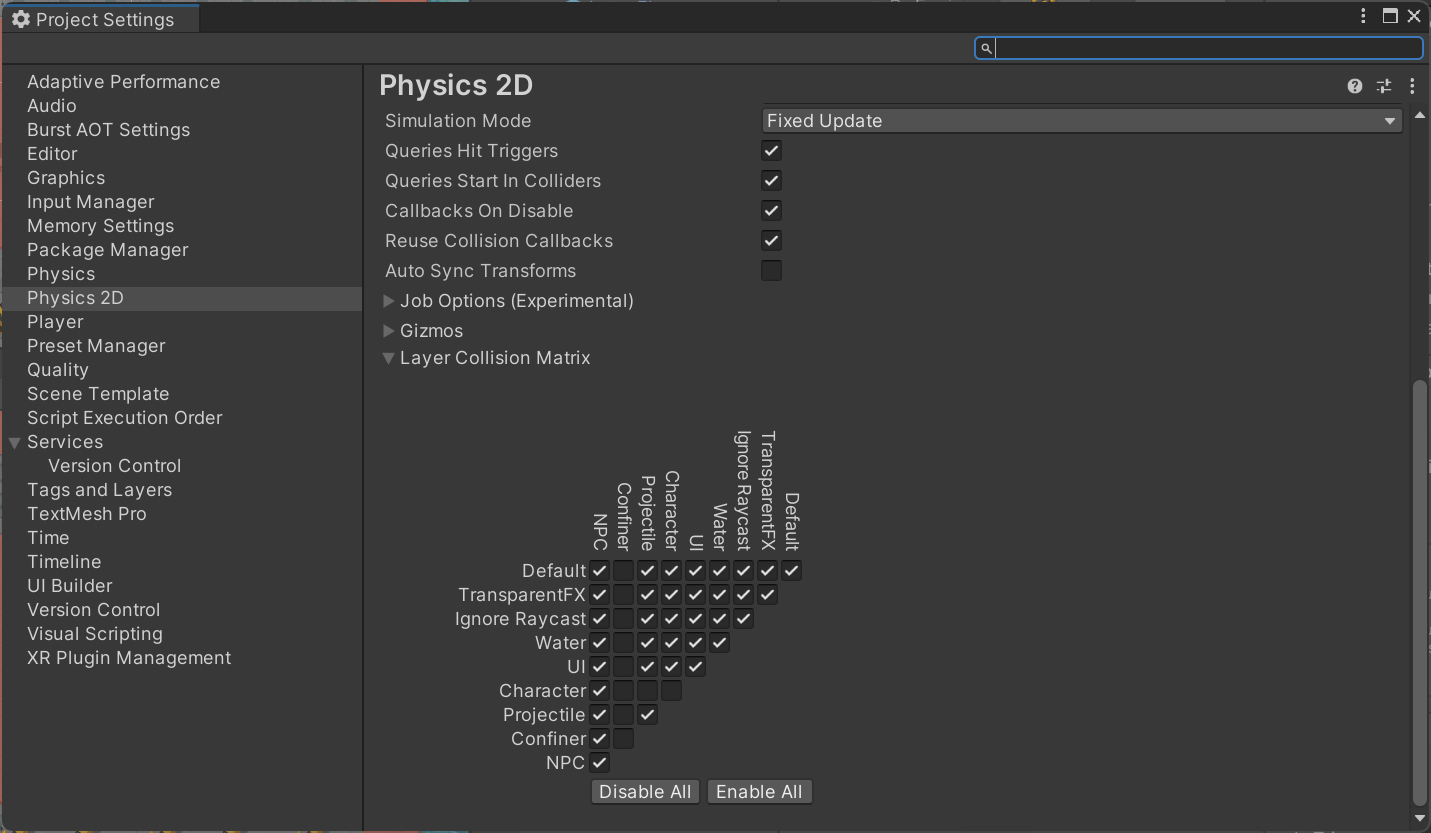 Project Settings
Adaptive Performance
Audio
Burst AOT Settings
Editor
Graphics
Input Manager
Memory Settings
Package Manager
Physics
Physics 2D
Player
Preset Manager
Quality
Scene Template
Script Execution Order
Services
Version Control
Tags and Layers
TextMesh Pro
Time
Timeline
UI Builder
Version Control
Visual Scripting
XR Plugin Management
Physics 2D
Simulation Mode Fixed Update
Queries Hit Triggers
Queries Start In Colliders
Callbacks On Disable
Reuse Collision Callbacks
Auto Sync Transforms
Job Options (Experimental)
Gizmos
Layer Collision Matrix
NPC
Confiner
Projectile
Character
UI
Water
Ignore Raycast
TransparentFX
Default
Default
TransparentFX
Ignore Raycast
Water
UI
Character
Projectile
Confiner
NPC
Disable All Enable All